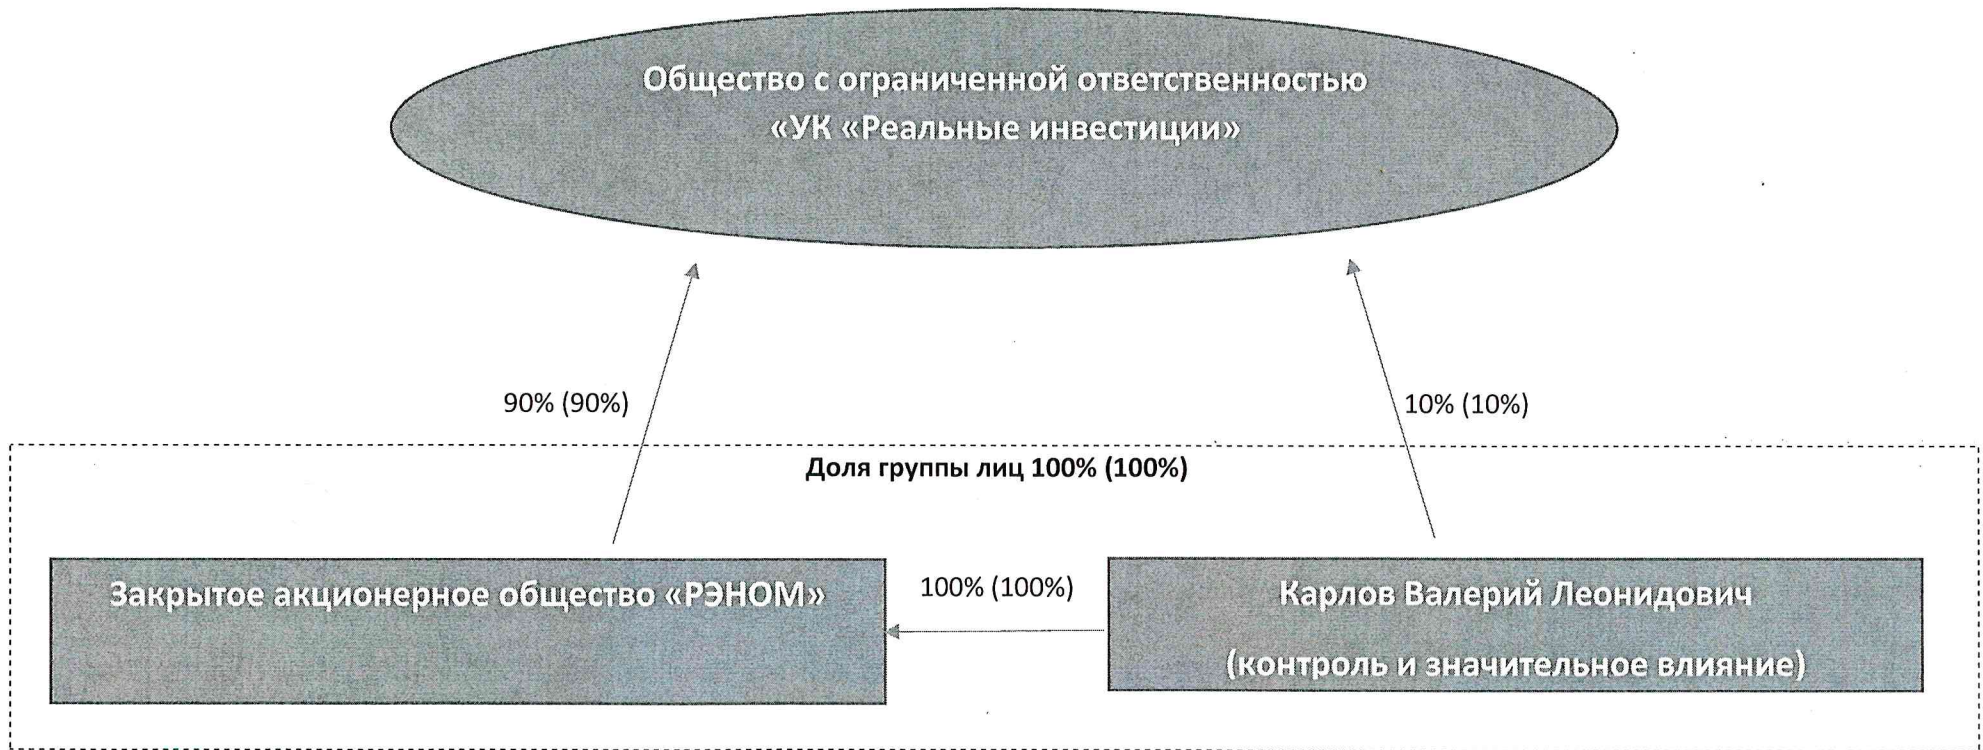 Общество с ограниченной ответственностью
«УК «Реальные инвестиции»
90% (90%)
10% (10%)
Доля группы лиц 100% (100%)
Закрытое акционерное общество «РЭНОМ»
100% (100%)
Карлов Валерий Леонидович
(контроль и значительное влияние)